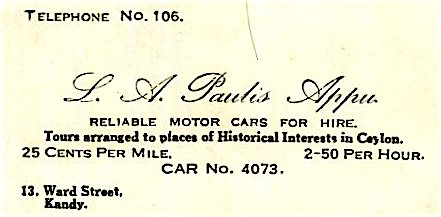 TELEPHONE NO. 106.
L. A. Paulis Appu.
RELIABLE MOTOR CARS FOR HIRE.
Tours arranged to places of Historical Interests in Ceylon.
25 CENTS PER MILE, 2-50 PER HOUR.
CAR NO. 4073.
13. Ward Street,
Kandy.